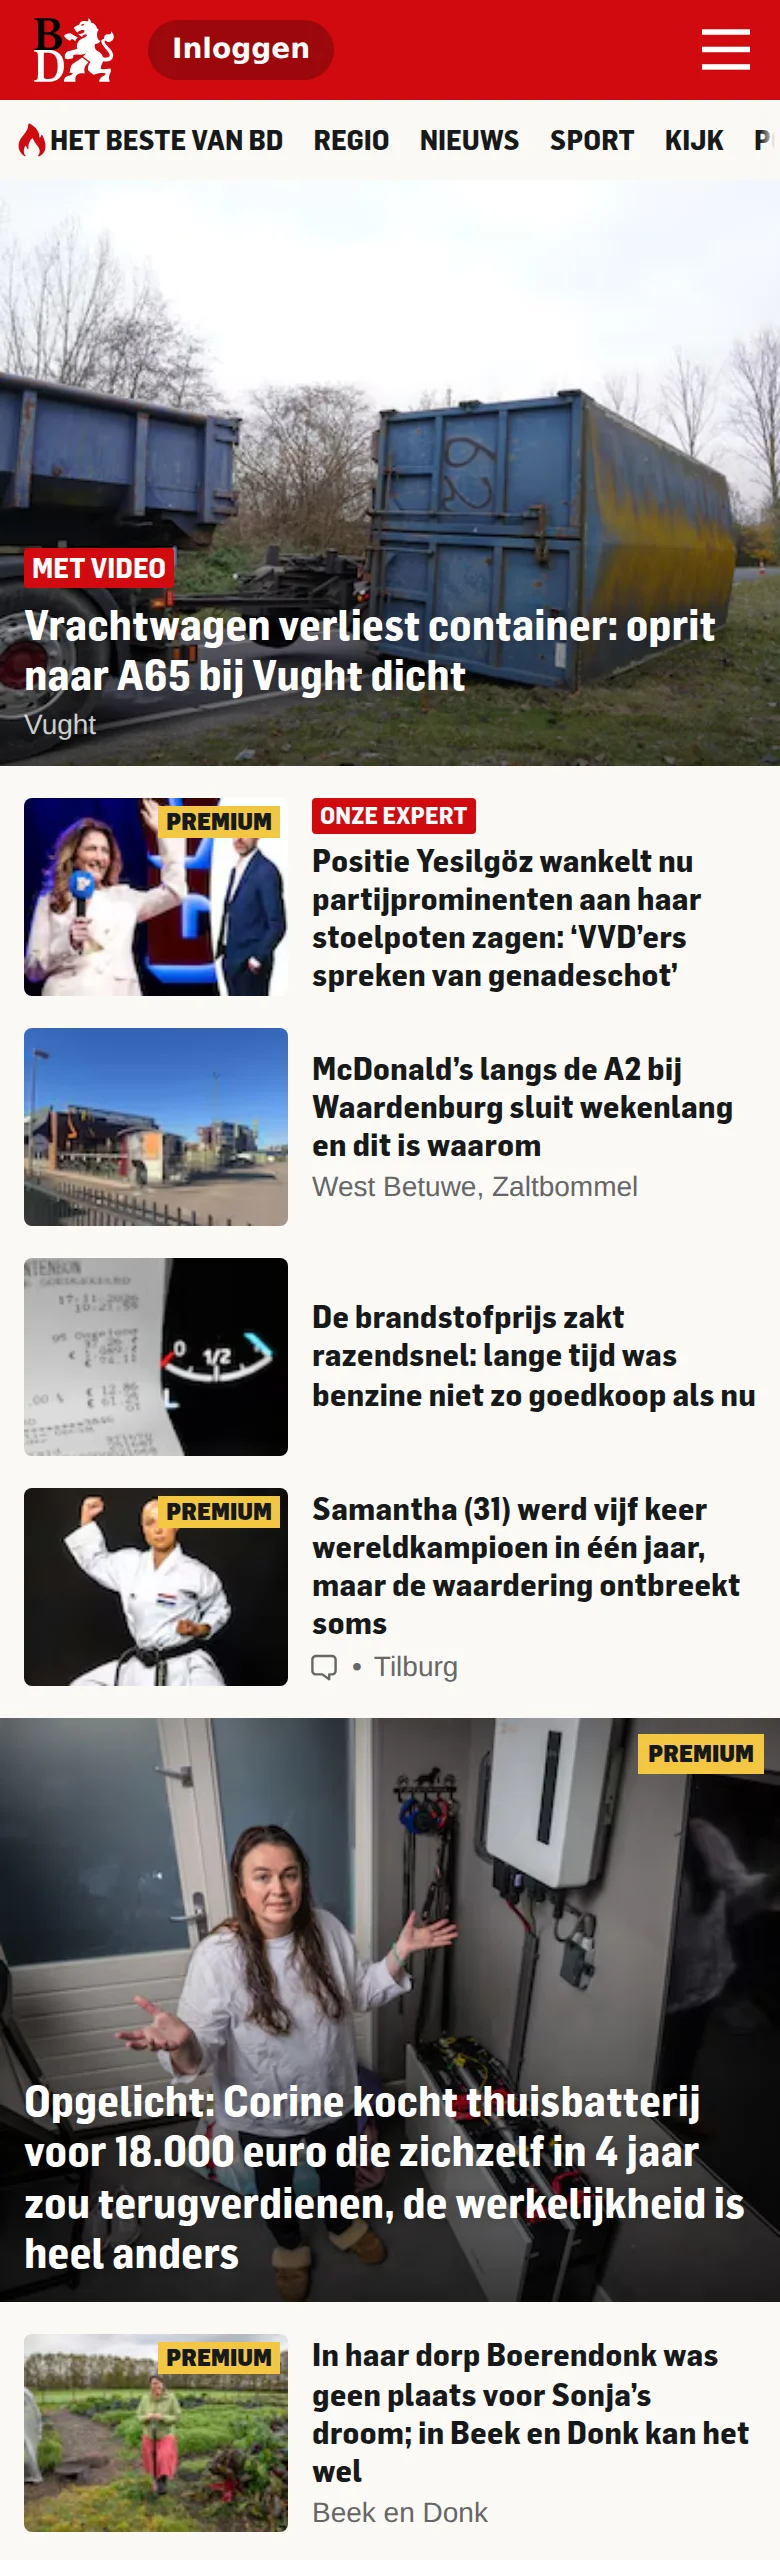 BD
Inloggen
HET BESTE VAN BD REGIO NIEUWS SPORT KIJK
MET VIDEO
Vrachtwagen verliest container: oprit
naar A65 bij Vught dicht
Vught
PREMIUM
ONZE EXPERT
Positie Yesilgöz wankelt nu
partijprominenten aan haar
stoelpoten zagen: ‘VVD’ers
spreken van genadeschot’
McDonald’s langs de A2 bij
Waardenburg sluit wekenlang
en dit is waarom
West Betuwe, Zaltbommel
0 1/2
De brandstofprijs zakt
razendsnel: lange tijd was
benzine niet zo goedkoop als nu
PREMIUM
Samantha (31) werd vijf keer
wereldkampioen in één jaar,
maar de waardering ontbreekt
soms
• Tilburg
PREMIUM
Opgelicht: Corine kocht thuisbatterij
voor 18.000 euro die zichzelf in 4 jaar
zou terugverdienen, de werkelijkheid is
heel anders
PREMIUM
In haar dorp Boerendonk was
geen plaats voor Sonja’s
droom; in Beek en Donk kan het
wel
Beek en Donk